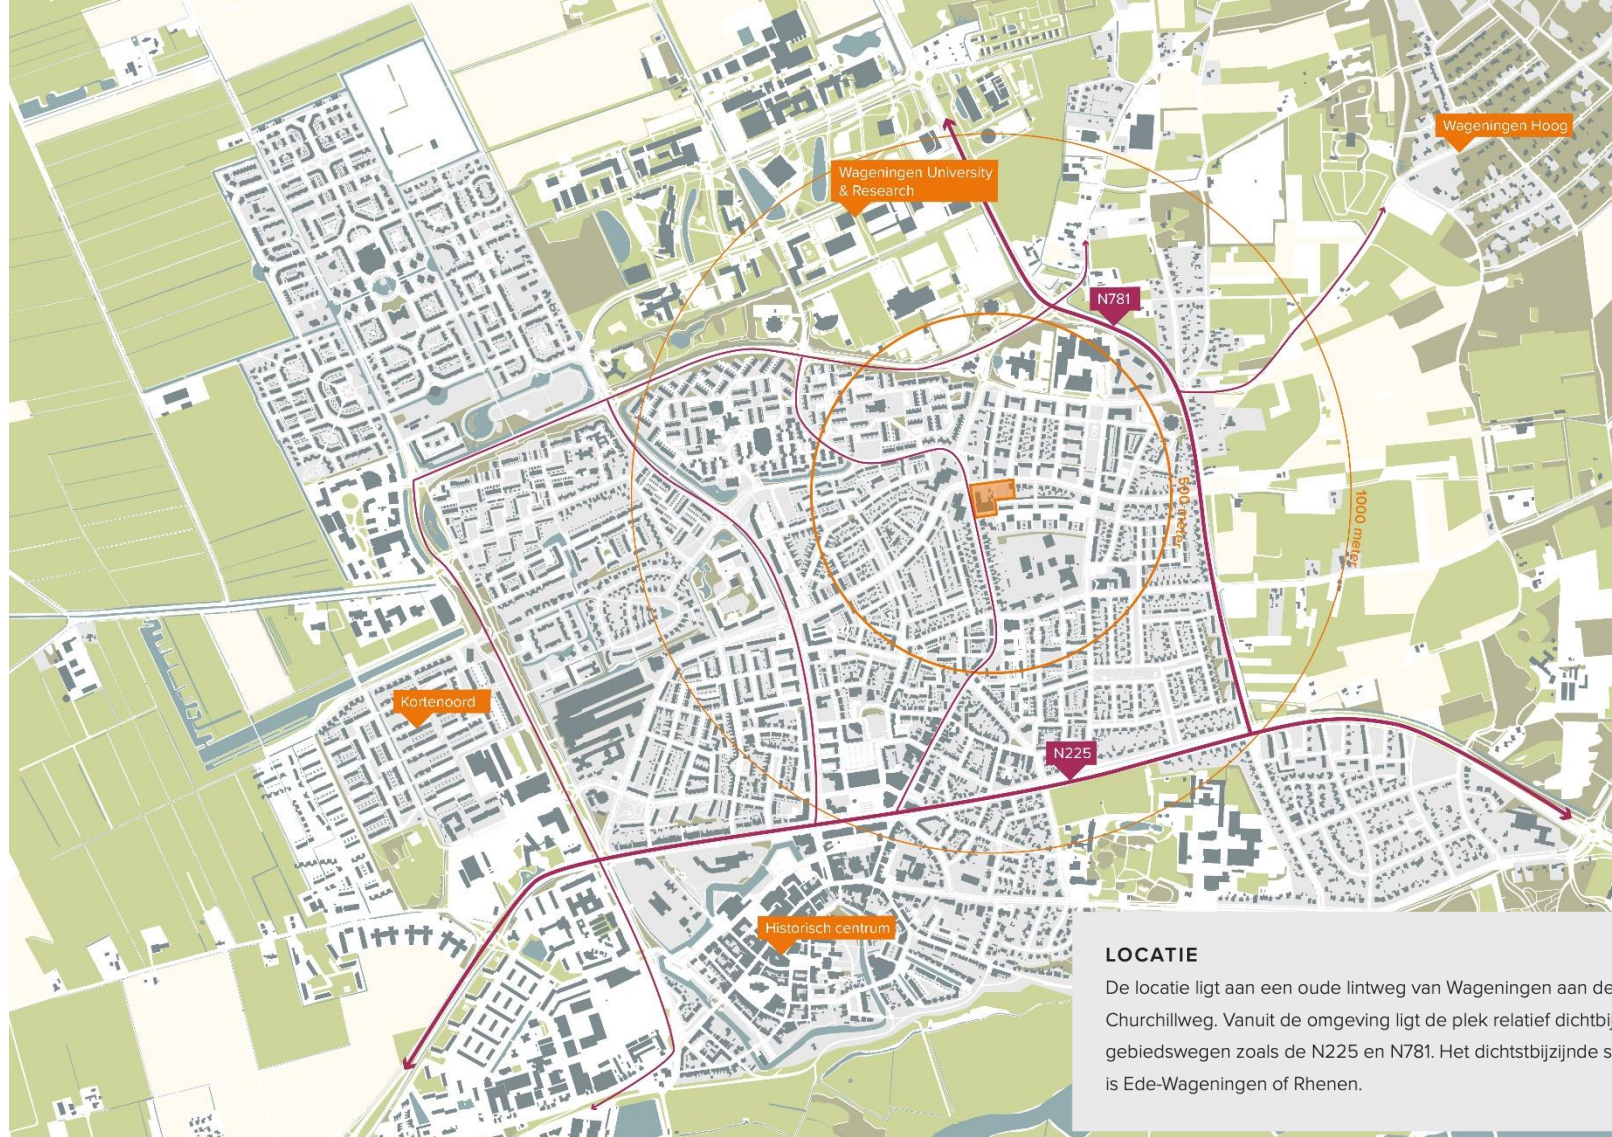 Wageningen Hoog
Wageningen University
& Research
N781
500 meter
1000 meter
Kortenoord
N225
Historisch centrum
LOCATIE
De locatie ligt aan een oude lintweg van Wageningen aan de
Churchillweg. Vanuit de omgeving ligt de plek relatief dichtbij
gebiedswegen zoals de N225 en N781. Het dichtstbijzijnde s
is Ede-Wageningen of Rhenen.